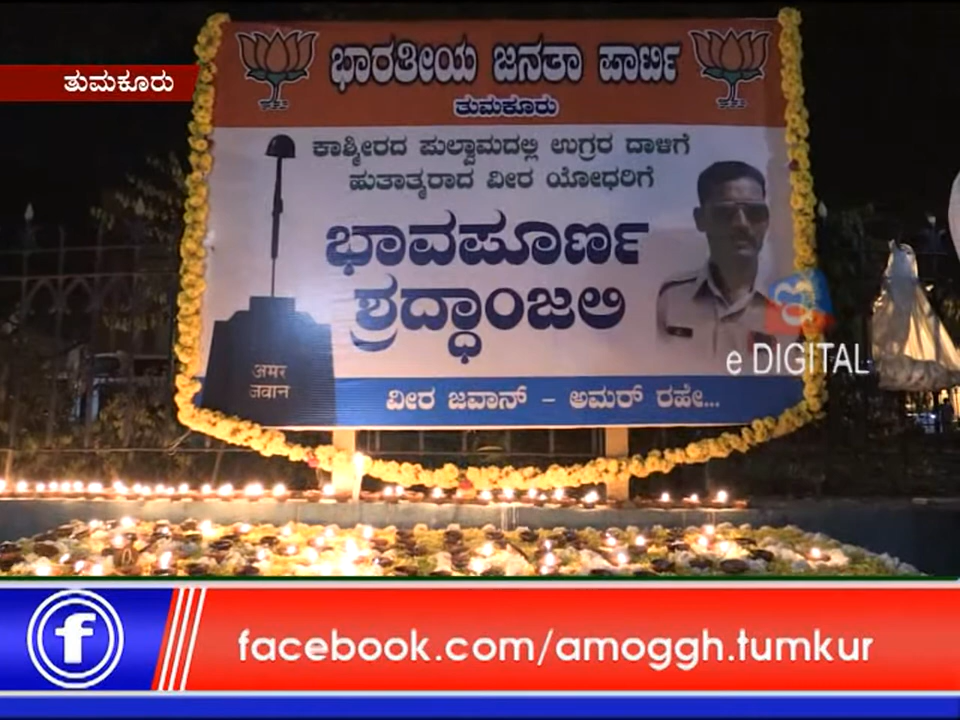 ತುಮಕೂರು
ಭಾರತೀಯ ಜನತಾ ಪಾರ್ಟಿ
ತುಮಕೂರು
ಕಾಶ್ಮೀರದ ಪುಲ್ವಾಮದಲ್ಲಿ ಉಗ್ರರ ದಾಳಿಗೆ
ಹುತಾತ್ಮರಾದ ವೀರ ಯೋಧರಿಗೆ
ಭಾವಪೂರ್ಣ
ಶ್ರದ್ಧಾಂಜಲಿ
अमर
जवान
ವೀರ ಜವಾನ್ - ಅಮರ್ ರಹೇ...
e DIGITAL
facebook.com/amoggh.tumkur